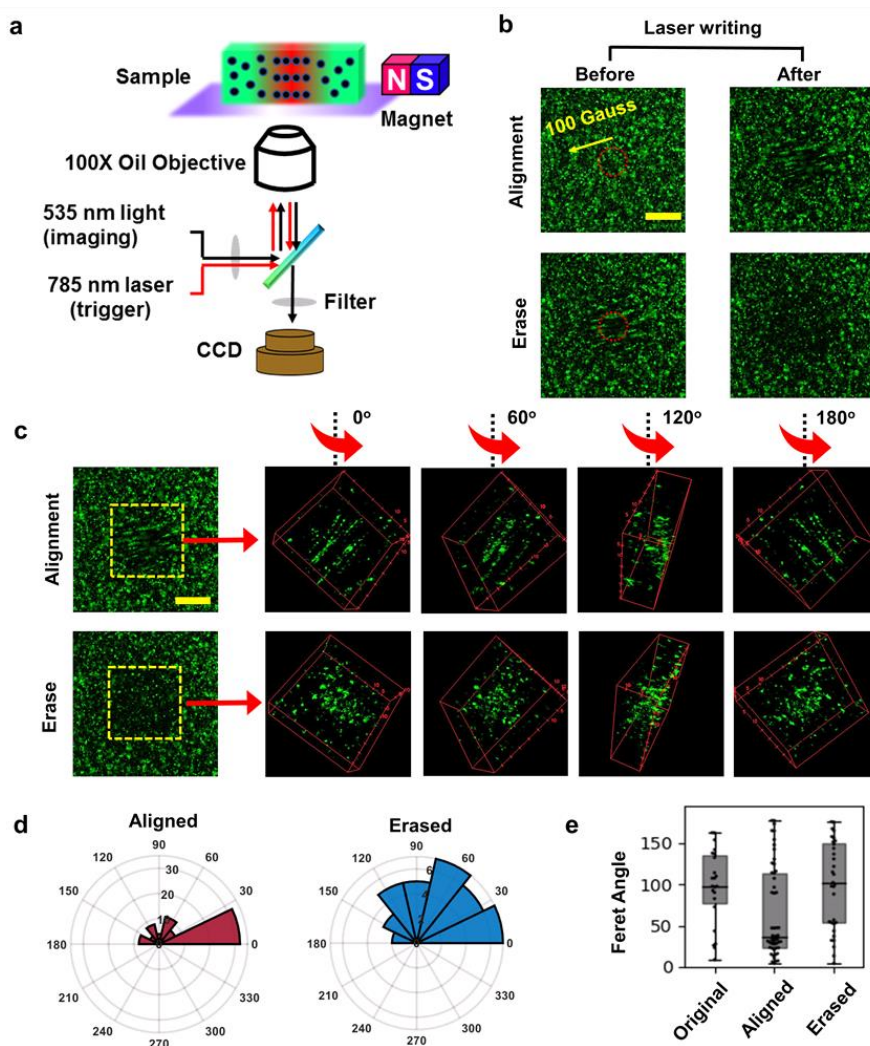 a
Sample
N S
Magnet
100X Oil Objective
535 nm light
(imaging)
785 nm laser
(trigger)
Filter
CCD
b
Laser writing
Before
After
Alignment
100 Gauss
Erase
c
0°
60°
120°
180°
Alignment
Erase
d
Aligned
90
120
60
30
150
30
20
10
180
0
210
330
240
300
270
Erased
90
120
60
6
150
30
180
0
210
330
240
300
270
e
Feret Angle
150
100
50
0
Original
Aligned
Erased